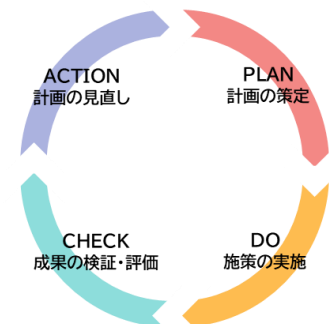 ACTION
計画の見直し
PLAN
計画の策定
CHECK
成果の検証・評価
DO
施策の実施